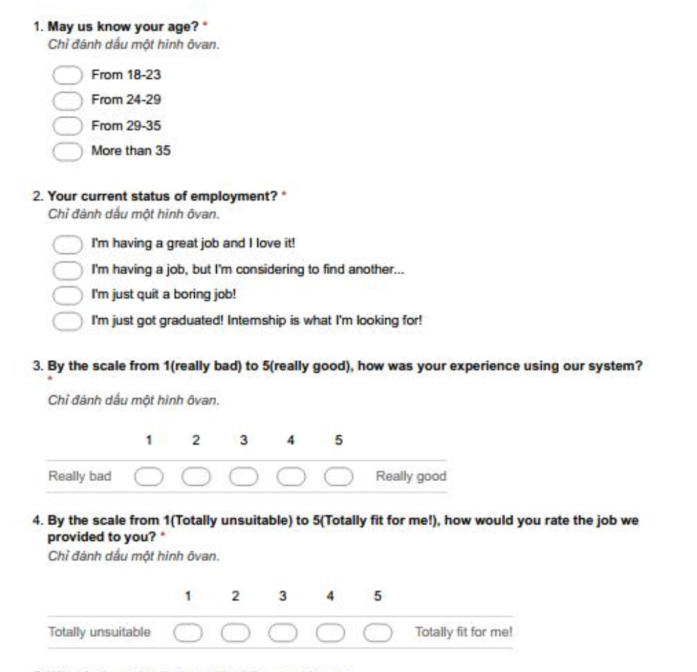 1. May us know your age? *
Chỉ đánh dấu một hình ôvan.
From 18-23
From 24-29
From 29-35
More than 35
2. Your current status of employment? *
Chỉ đánh dấu một hình ôvan.
I'm having a great job and I love it!
I'm having a job, but I'm considering to find another...
I'm just quit a boring job!
I'm just got graduated! Internship is what I'm looking for!
3. By the scale from 1(really bad) to 5(really good), how was your experience using our system?
*
Chỉ đánh dấu một hình ôvan.
1 2 3 4 5
Really bad Really good
4. By the scale from 1(Totally unsuitable) to 5(Totally fit for me!), how would you rate the job we
provided to you? *
Chỉ đánh dấu một hình ôvan.
1 2 3 4 5
Totally unsuitable Totally fit for me!